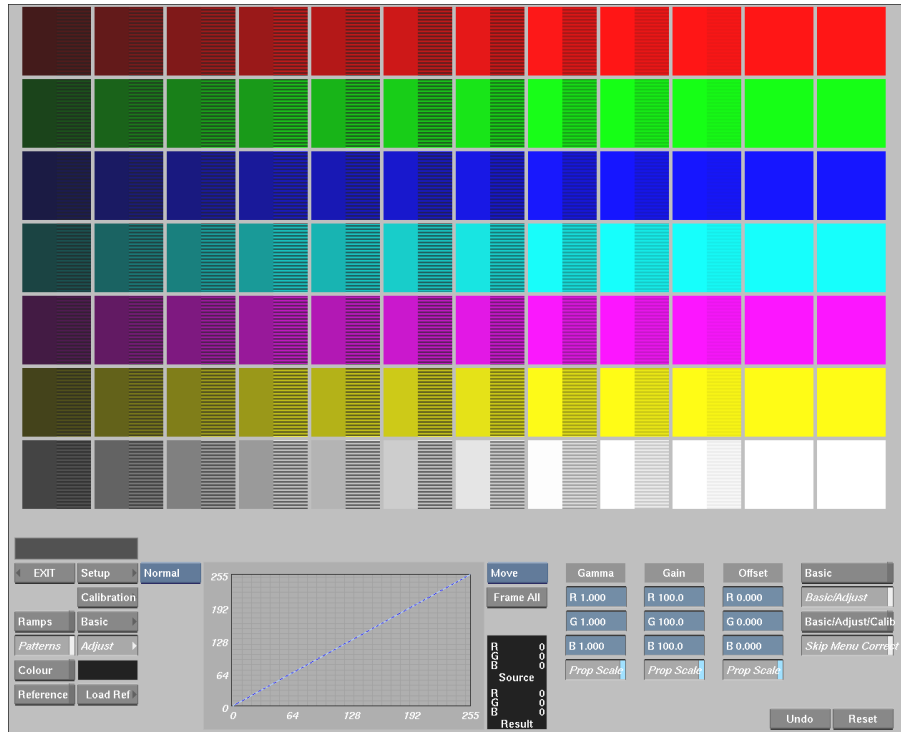 EXIT
Setup
Normal
Calibration
Ramps
Basic
Patterns
Adjust
Colour
Reference
Load Ref
255
192
128
64
0
0
64
128
192
255
Move
Frame All
R 0
G 0
B 0
Source
R 0
G 0
B 0
Result
Gamma
R 1.000
G 1.000
B 1.000
Prop Scale
Gain
R 100.0
G 100.0
B 100.0
Prop Scale
Offset
R 0.000
G 0.000
B 0.000
Prop Scale
Basic
Basic/Adjust
Basic/Adjust/Calib
Skip Menu Correct
Undo
Reset